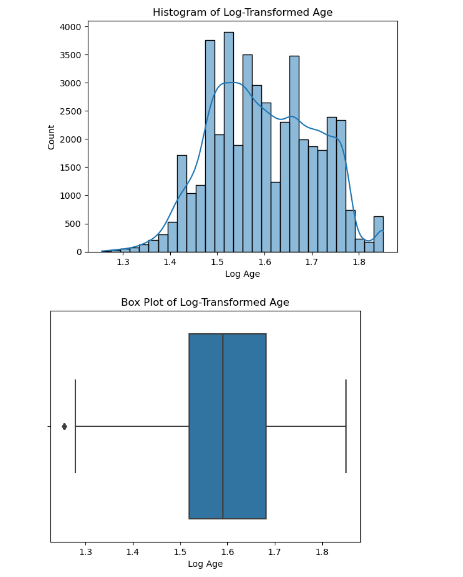 Histogram of Log-Transformed Age
4000
3500
3000
2500
2000
1500
1000
500
0
Count
1.3 1.4 1.5 1.6 1.7 1.8
Log Age
Box Plot of Log-Transformed Age
1.3 1.4 1.5 1.6 1.7 1.8
Log Age